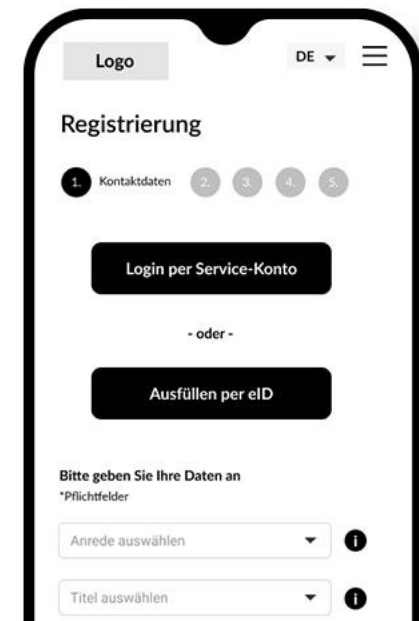 Logo
DE
Registrierung
1. Kontaktdaten 2. 3. 4. 5.
Login per Service-Konto
- oder -
Ausfüllen per eID
Bitte geben Sie Ihre Daten an
*Pflichtfelder
Anrede auswählen i
Titel auswählen i